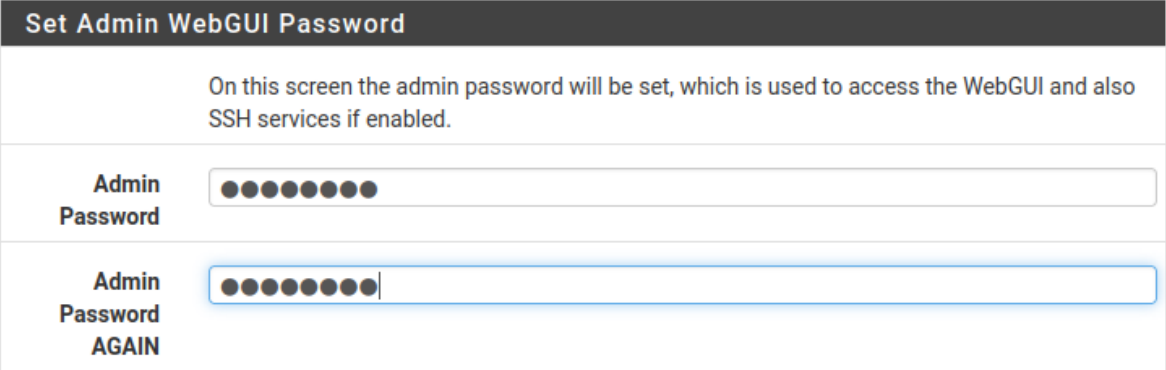 Set Admin WebGUI Password
On this screen the admin password will be set, which is used to access the WebGUI and also
SSH services if enabled.
Admin
Password
●●●●●●●●
Admin
Password
AGAIN
●●●●●●●●